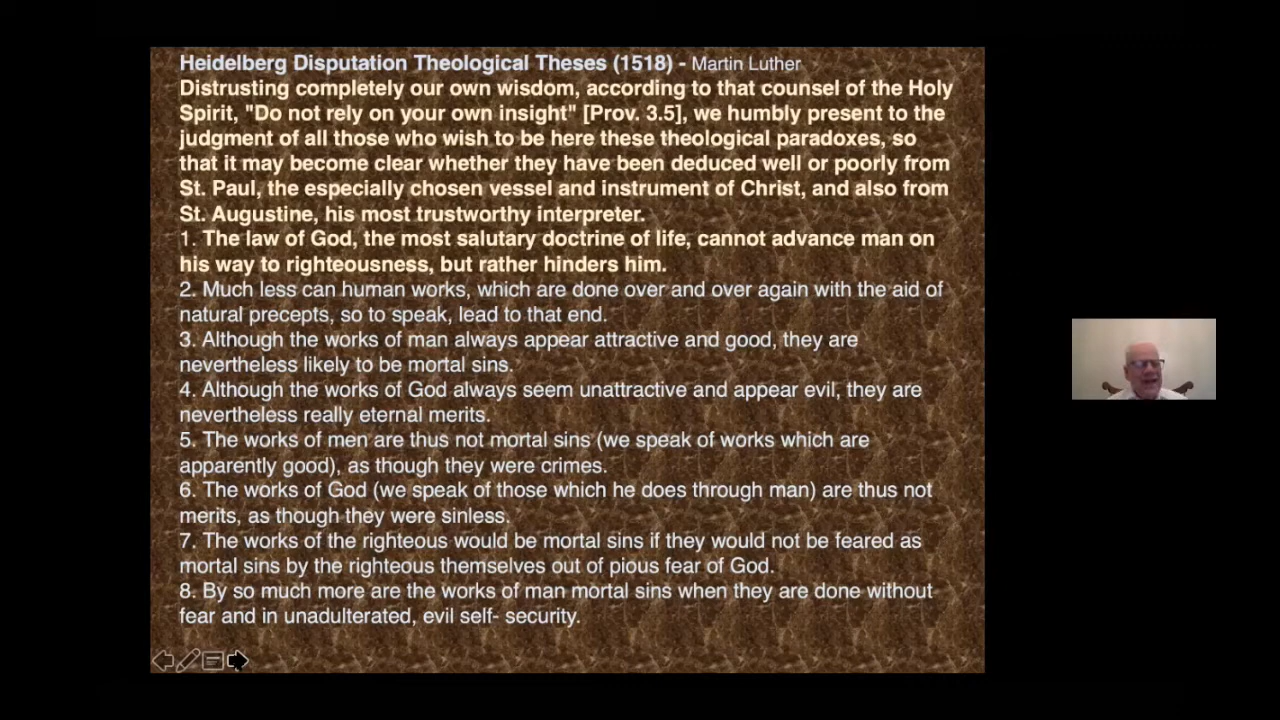 Heidelberg Disputation Theological Theses (1518) - Martin Luther
Distrusting completely our own wisdom, according to that counsel of the Holy
Spirit, "Do not rely on your own insight" [Prov. 3.5], we humbly present to the
judgment of all those who wish to be here these theological paradoxes, so
that it may become clear whether they have been deduced well or poorly from
St. Paul, the especially chosen vessel and instrument of Christ, and also from
St. Augustine, his most trustworthy interpreter.
1. The law of God, the most salutary doctrine of life, cannot advance man on
his way to righteousness, but rather hinders him.
2. Much less can human works, which are done over and over again with the aid of
natural precepts, so to speak, lead to that end.
3. Although the works of man always appear attractive and good, they are
nevertheless likely to be mortal sins.
4. Although the works of God always seem unattractive and appear evil, they are
nevertheless really eternal merits.
5. The works of men are thus not mortal sins (we speak of works which are
apparently good), as though they were crimes.
6. The works of God (we speak of those which he does through man) are thus not
merits, as though they were sinless.
7. The works of the righteous would be mortal sins if they would not be feared as
mortal sins by the righteous themselves out of pious fear of God.
8. By so much more are the works of man mortal sins when they are done without
fear and in unadulterated, evil self- security.